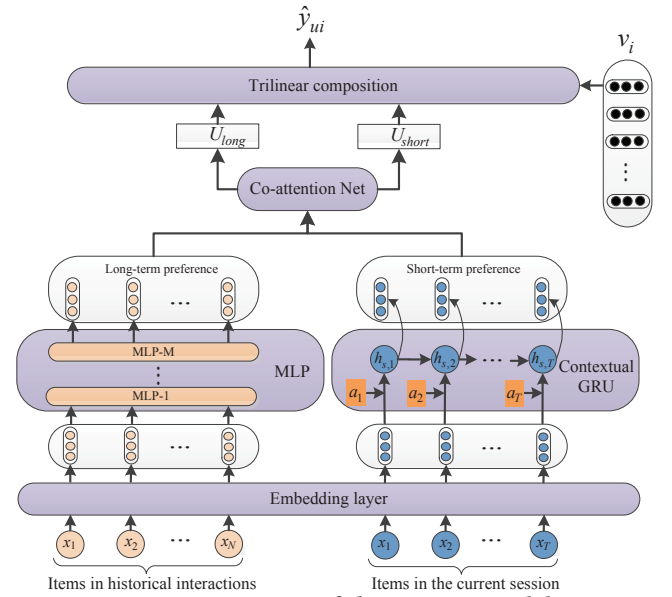 ŷ_ui
v_i
Trilinear composition
U_long
U_short
Co-attention Net
Long-term preference
...
Short-term preference
...
MLP-M
...
MLP-1
MLP
h_s,1
h_s,2
...
h_s,T
Contextual
GRU
a_1
a_2
a_T
...
...
Embedding layer
x_1
x_2
...
x_N
x_1
x_2
...
x_T
Items in historical interactions
Items in the current session